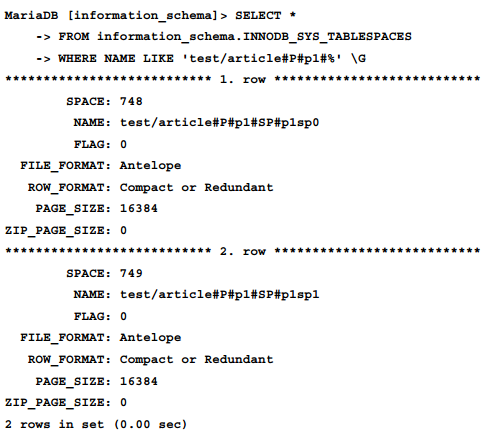 MariaDB [information_schema]> SELECT *
    -> FROM information_schema.INNODB_SYS_TABLESPACES
    -> WHERE NAME LIKE 'test/article#P#p1#%' \G
*************************** 1. row ***************************
        SPACE: 748
         NAME: test/article#P#p1#SP#p1sp0
         FLAG: 0
  FILE_FORMAT: Antelope
   ROW_FORMAT: Compact or Redundant
    PAGE_SIZE: 16384
ZIP_PAGE_SIZE: 0
*************************** 2. row ***************************
        SPACE: 749
         NAME: test/article#P#p1#SP#p1sp1
         FLAG: 0
  FILE_FORMAT: Antelope
   ROW_FORMAT: Compact or Redundant
    PAGE_SIZE: 16384
ZIP_PAGE_SIZE: 0
2 rows in set (0.00 sec)